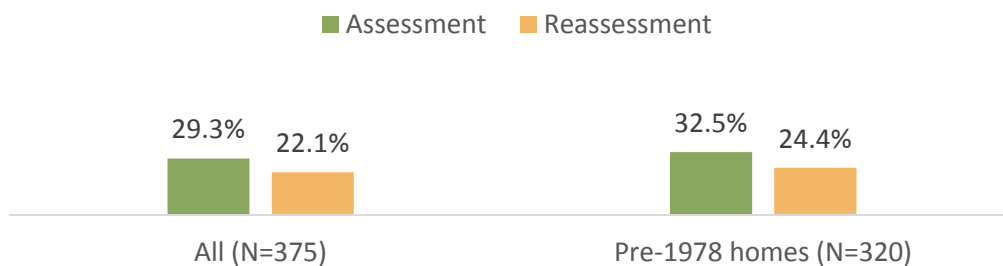 Assessment Reassessment
29.3% 22.1% 32.5% 24.4%
All (N=375) Pre-1978 homes (N=320)